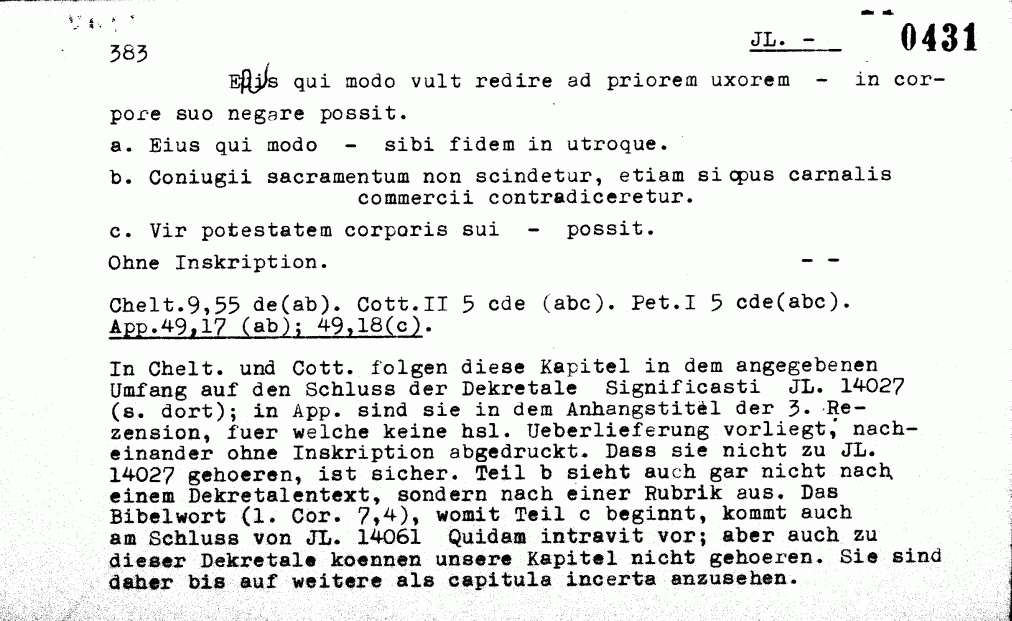 JL. - 0431
383
Eius qui modo vult redire ad priorem uxorem - in cor-
pore suo negare possit.
a. Eius qui modo - sibi fidem in utroque.
b. Coniugii sacramentum non scindetur, etiam si opus carnalis
commercii contradiceretur.
c. Vir potestatem corporis sui - possit.
Ohne Inskription. - -
Chelt.9,55 de(ab). Cott.II 5 cde (abc). Pet.I 5 cde(abc).
App.49,17 (ab); 49,18(c).
In Chelt. und Cott. folgen diese Kapitel in dem angegebenen
Umfang auf den Schluss der Dekretale Significasti JL. 14027
(s. dort); in App. sind sie in dem Anhangstitel der 3. Re-
zension, fuer welche keine hsl. Ueberlieferung vorliegt, nach-
einander ohne Inskription abgedruckt. Dass sie nicht zu JL.
14027 gehoeren, ist sicher. Teil b sieht auch gar nicht nach
einem Dekretalentext, sondern nach einer Rubrik aus. Das
Bibelwort (1. Cor. 7,4), womit Teil c beginnt, kommt auch
am Schluss von JL. 14061 Quidam intravit vor; aber auch zu
dieser Dekretale koennen unsere Kapitel nicht gehoeren. Sie sind
daher bis auf weitere als capitula incerta anzusehen.